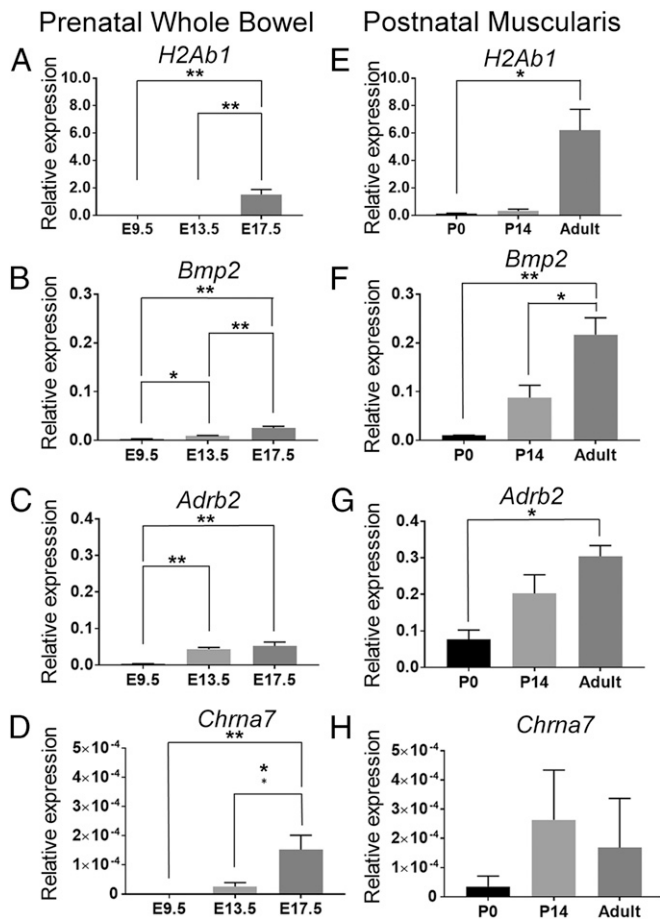 Prenatal Whole Bowel
Postnatal Muscularis
A
H2Ab1
**
**
Relative expression
10.0
8.0
6.0
4.0
2.0
0.0
E9.5 E13.5 E17.5
E
H2Ab1
*
Relative expression
10.0
8.0
6.0
4.0
2.0
0.0
P0 P14 Adult
B
Bmp2
**
**
*
Relative expression
0.3
0.2
0.1
0.0
E9.5 E13.5 E17.5
F
Bmp2
**
*
Relative expression
0.3
0.2
0.1
0.0
P0 P14 Adult
C
Adrb2
**
**
Relative expresssion
0.4
0.3
0.2
0.1
0.0
E9.5 E13.5 E17.5
G
Adrb2
*
Relative expresssion
0.4
0.3
0.2
0.1
0.0
P0 P14 Adult
D
Chrna7
**
*
*
Relative expression
5×10⁻⁴
4×10⁻⁴
3×10⁻⁴
2×10⁻⁴
1×10⁻⁴
0
E9.5 E13.5 E17.5
H
Chrna7
Relative expression
5×10⁻⁴
4×10⁻⁴
3×10⁻⁴
2×10⁻⁴
1×10⁻⁴
0
P0 P14 Adult